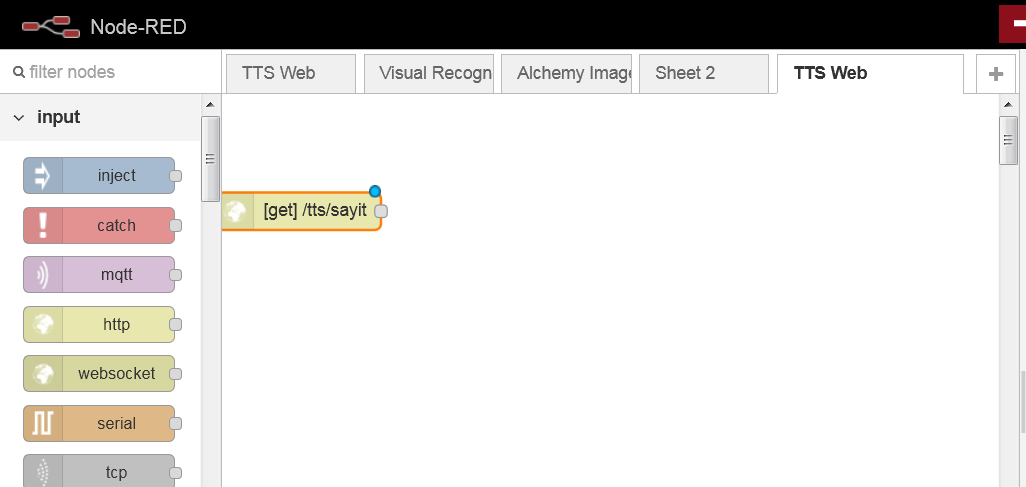 Node-RED
filter nodes
TTS Web
Visual Recogn
Alchemy Image
Sheet 2
TTS Web
+
input
inject
catch
mqtt
http
websocket
serial
tcp
[get] /tts/sayit